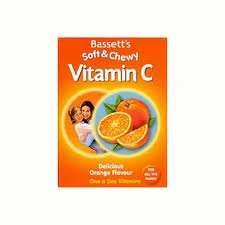 Bassett's
Soft & Chewy
Vitamin C
Delicious
Orange Flavour
One a Day Vitamins